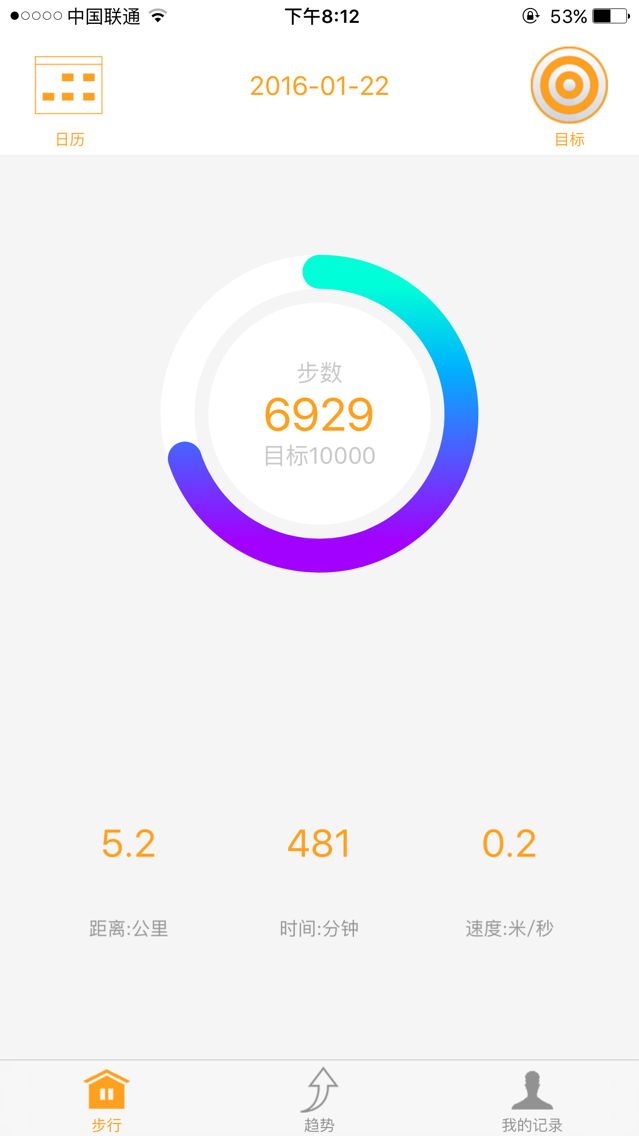 中国联通 下午8:12 53%
2016-01-22
日历 目标
步数
6929
目标10000
5.2 481 0.2
距离:公里 时间:分钟 速度:米/秒
步行 趋势 我的记录